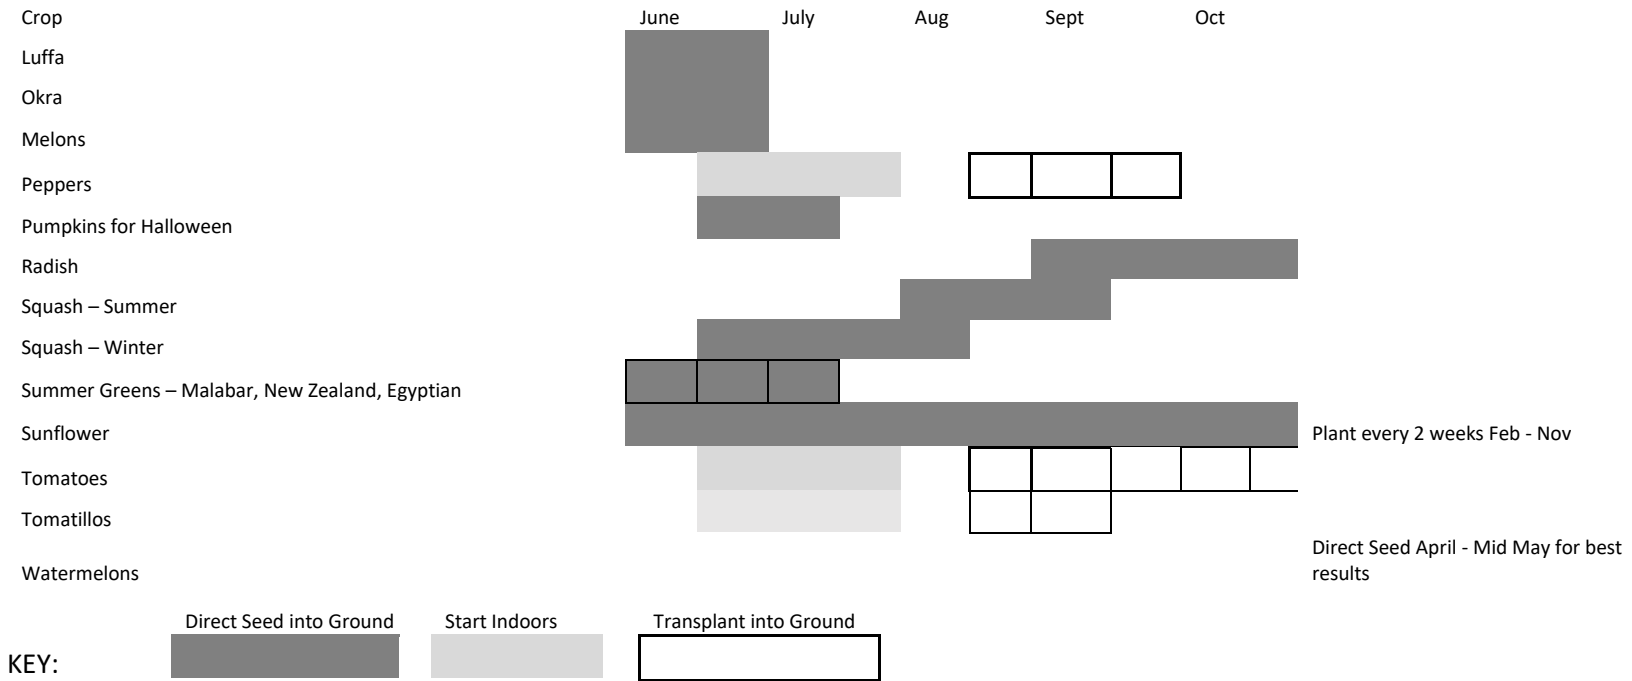 Crop June July Aug Sept Oct
Luffa
Okra
Melons
Peppers
Pumpkins for Halloween
Radish
Squash – Summer
Squash – Winter
Summer Greens – Malabar, New Zealand, Egyptian
Sunflower Plant every 2 weeks Feb - Nov
Tomatoes
Tomatillos
Direct Seed April - Mid May for best
results
Watermelons
Direct Seed into Ground Start Indoors Transplant into Ground
KEY: